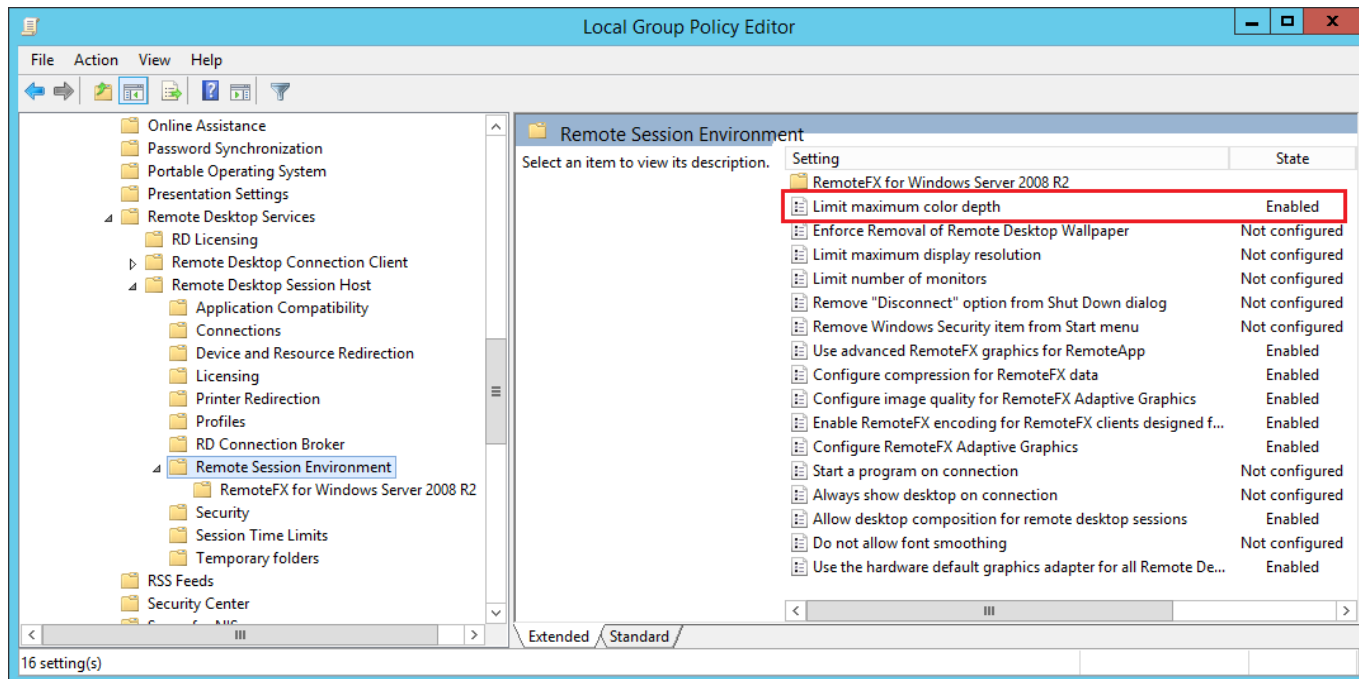 Local Group Policy Editor
File Action View Help
Online Assistance
Password Synchronization
Portable Operating System
Presentation Settings
Remote Desktop Services
RD Licensing
Remote Desktop Connection Client
Remote Desktop Session Host
Application Compatibility
Connections
Device and Resource Redirection
Licensing
Printer Redirection
Profiles
RD Connection Broker
Remote Session Environment
RemoteFX for Windows Server 2008 R2
Security
Session Time Limits
Temporary folders
RSS Feeds
Security Center
Remote Session Environment
Select an item to view its description.
Setting State
RemoteFX for Windows Server 2008 R2
Limit maximum color depth Enabled
Enforce Removal of Remote Desktop Wallpaper Not configured
Limit maximum display resolution Not configured
Limit number of monitors Not configured
Remove "Disconnect" option from Shut Down dialog Not configured
Remove Windows Security item from Start menu Not configured
Use advanced RemoteFX graphics for RemoteApp Enabled
Configure compression for RemoteFX data Enabled
Configure image quality for RemoteFX Adaptive Graphics Enabled
Enable RemoteFX encoding for RemoteFX clients designed f... Enabled
Configure RemoteFX Adaptive Graphics Enabled
Start a program on connection Not configured
Always show desktop on connection Not configured
Allow desktop composition for remote desktop sessions Enabled
Do not allow font smoothing Not configured
Use the hardware default graphics adapter for all Remote De... Enabled
Extended Standard
16 setting(s)